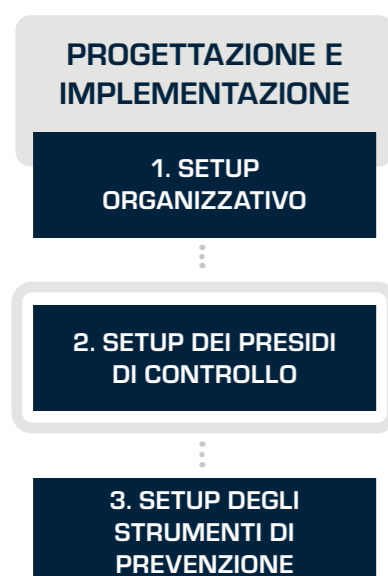 PROGETTAZIONE E
IMPLEMENTAZIONE
1. SETUP
ORGANIZZATIVO
2. SETUP DEI PRESIDI
DI CONTROLLO
3. SETUP DEGLI
STRUMENTI DI
PREVENZIONE